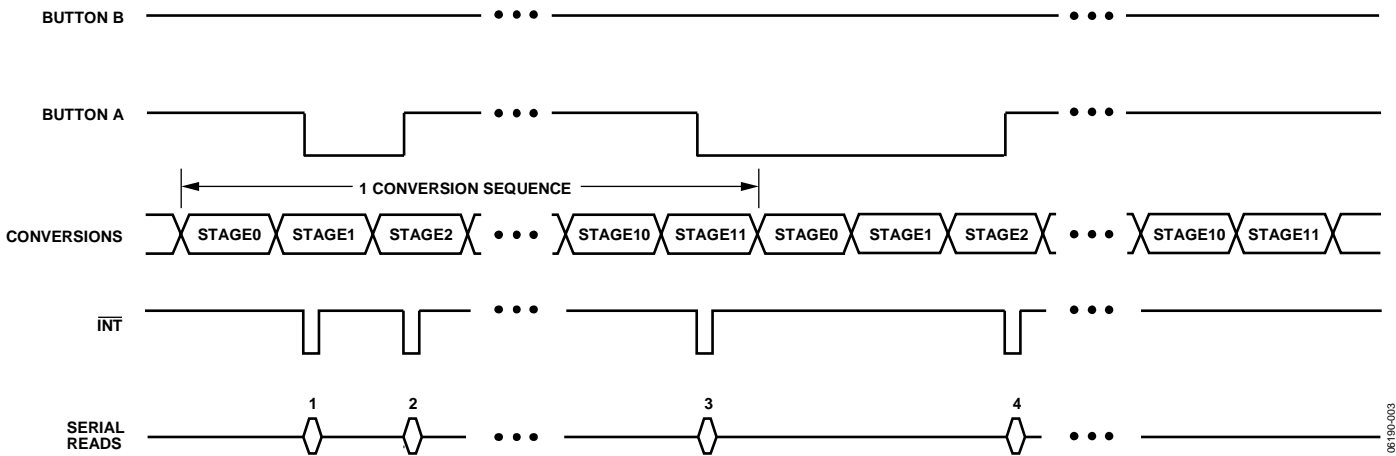 BUTTON B
BUTTON A
1 CONVERSION SEQUENCE
CONVERSIONS STAGE0 STAGE1 STAGE2 STAGE10 STAGE11 STAGE0 STAGE1 STAGE2 STAGE10 STAGE11
INT
1 2 3 4
SERIAL
READS
06190-003